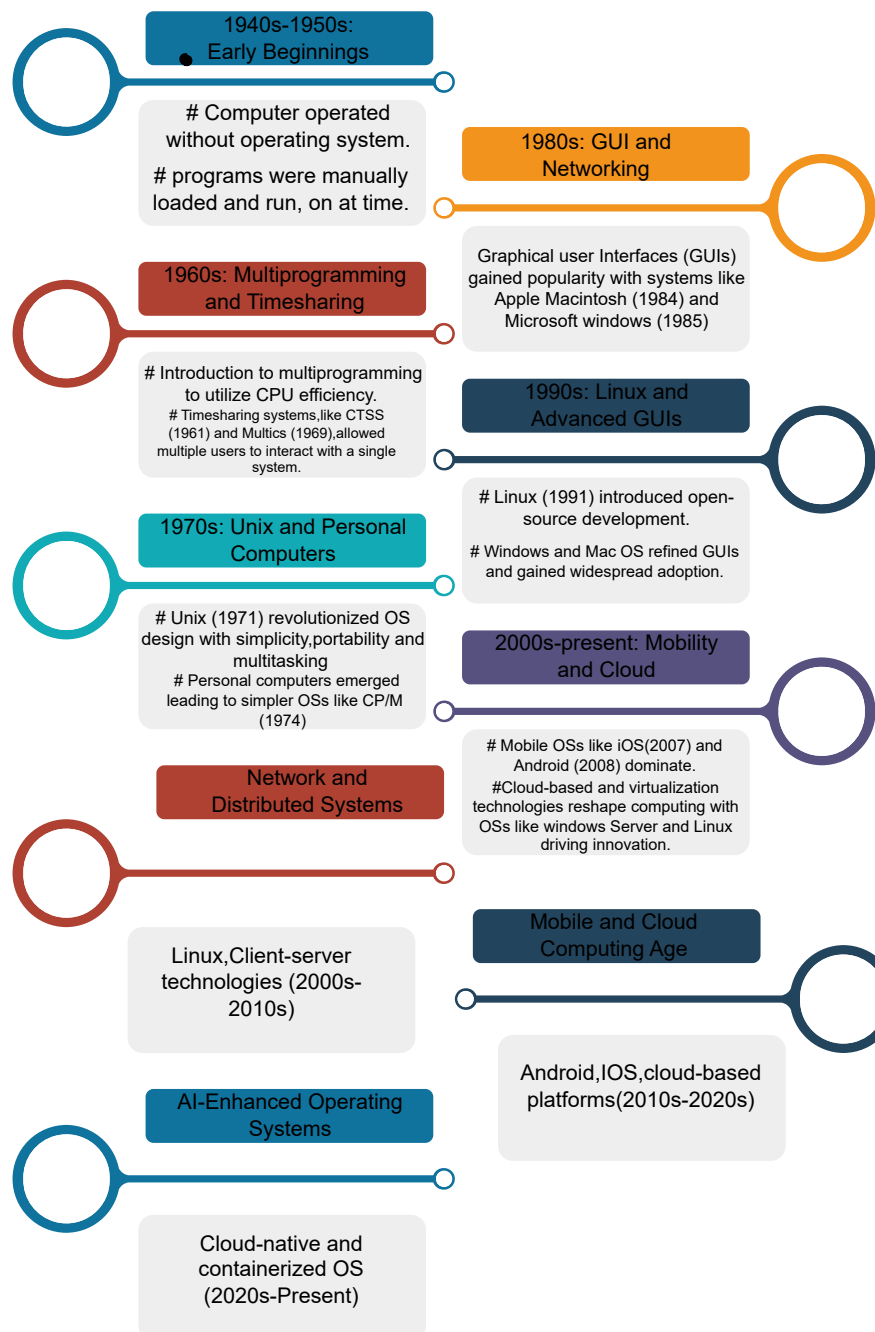 1940s-1950s:
Early Beginnings
# Computer operated
without operating system.
# programs were manually
loaded and run, on at time.
1980s: GUI and
Networking
Graphical user Interfaces (GUIs)
gained popularity with systems like
Apple Macintosh (1984) and
Microsoft windows (1985)
1960s: Multiprogramming
and Timesharing
# Introduction to multiprogramming
to utilize CPU efficiency.
# Timesharing systems,like CTSS
(1961) and Multics (1969),allowed
multiple users to interact with a single
system.
1990s: Linux and
Advanced GUIs
# Linux (1991) introduced open-
source development.
# Windows and Mac OS refined GUIs
and gained widespread adoption.
1970s: Unix and Personal
Computers
# Unix (1971) revolutionized OS
design with simplicity,portability and
multitasking
# Personal computers emerged
leading to simpler OSs like CP/M
(1974)
2000s-present: Mobility
and Cloud
# Mobile OSs like iOS(2007) and
Android (2008) dominate.
#Cloud-based and virtualization
technologies reshape computing with
OSs like windows Server and Linux
driving innovation.
Network and
Distributed Systems
Linux,Client-server
technologies (2000s-
2010s)
Mobile and Cloud
Computing Age
Android,IOS,cloud-based
platforms(2010s-2020s)
AI-Enhanced Operating
Systems
Cloud-native and
containerized OS
(2020s-Present)